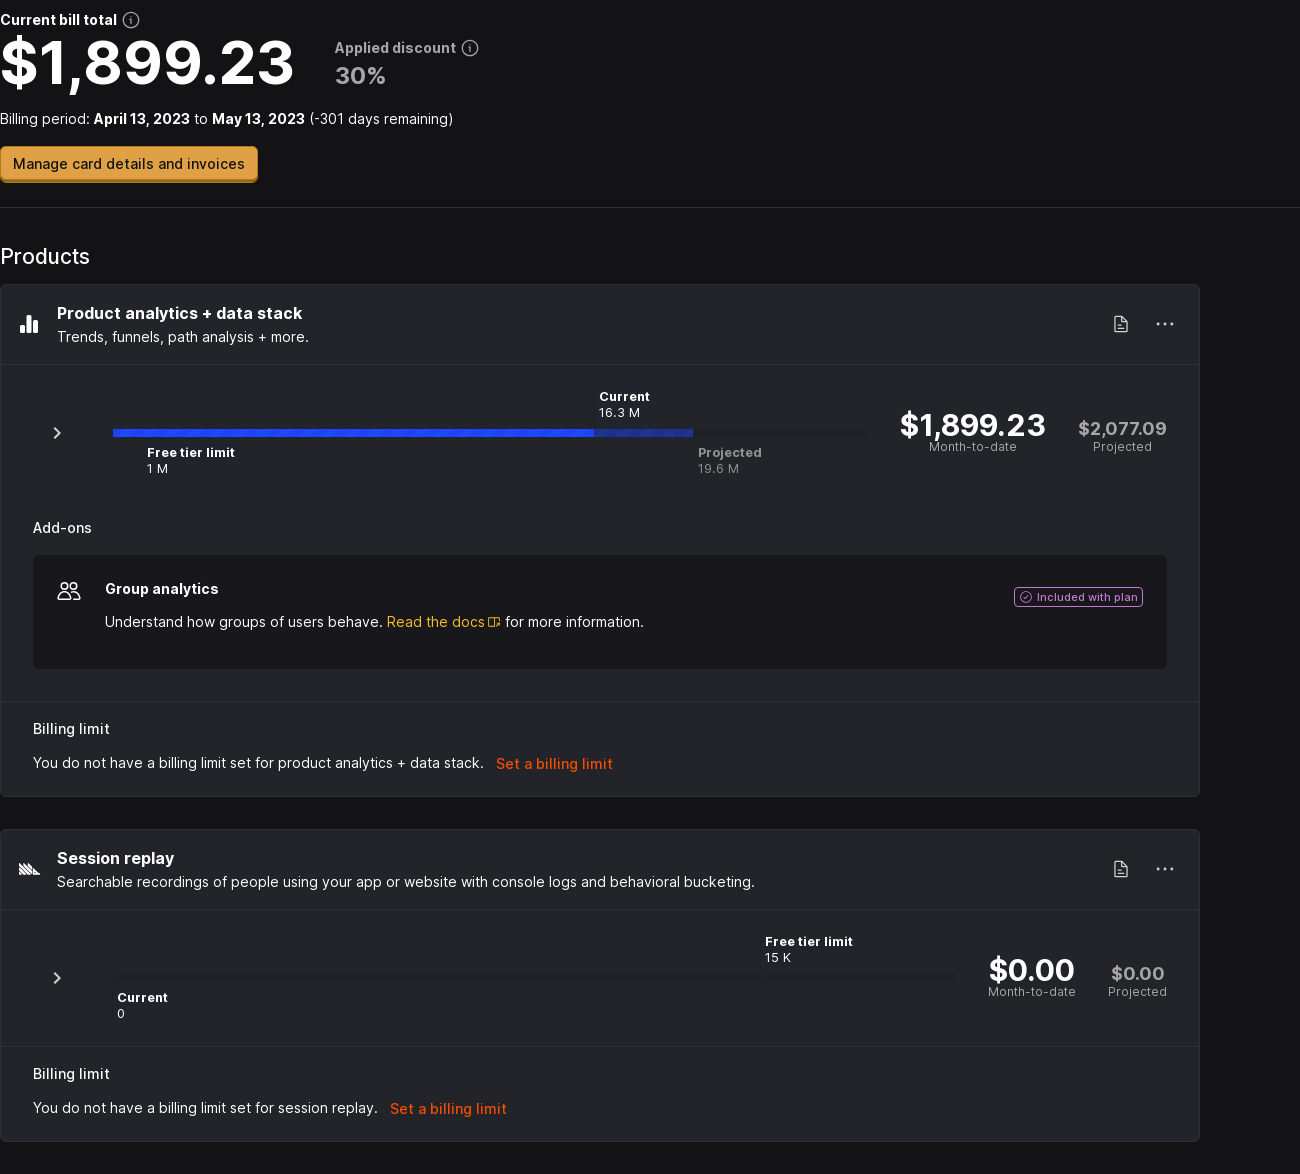 Current bill total
$1,899.23
Applied discount
30%
Billing period: April 13, 2023 to May 13, 2023 (-301 days remaining)
Manage card details and invoices
Products
Product analytics + data stack
Trends, funnels, path analysis + more.
Current
16.3 M
Free tier limit
1 M
Projected
19.6 M
$1,899.23
Month-to-date
$2,077.09
Projected
Add-ons
Group analytics
Included with plan
Understand how groups of users behave. Read the docs for more information.
Billing limit
You do not have a billing limit set for product analytics + data stack. Set a billing limit
Session replay
Searchable recordings of people using your app or website with console logs and behavioral bucketing.
Free tier limit
15 K
Current
0
$0.00
Month-to-date
$0.00
Projected
Billing limit
You do not have a billing limit set for session replay. Set a billing limit